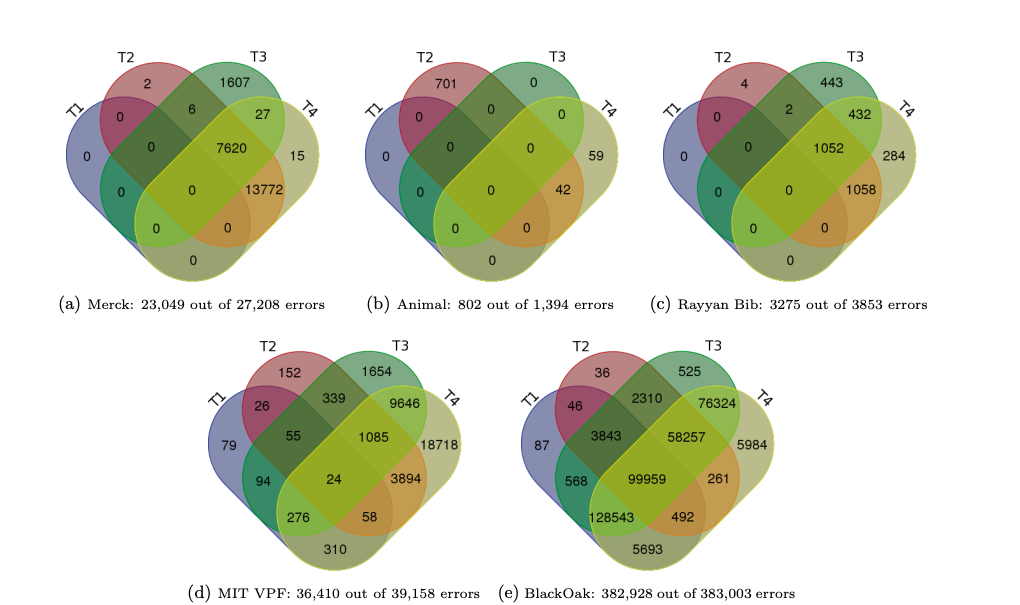 T2 T3 T2 T3 T2 T3
T1 T4 T1 T4 T1 T4
2 1607 701 0 4 443
0 6 27 0 0 0 0 2 432
0 0 7620 15 0 0 0 59 0 0 1052 284
0 0 13772 0 0 42 0 0 1058
0 0 0 0 0 0
0 0 0
(a) Merck: 23,049 out of 27,208 errors (b) Animal: 802 out of 1,394 errors (c) Rayyan Bib: 3275 out of 3853 errors
T2 T3 T2 T3
T1 T4 T1 T4
152 1654 36 525
26 339 9646 46 2310 76324
79 55 1085 18718 87 3843 58257 5984
94 24 3894 568 99959 261
276 58 128543 492
310 5693
(d) MIT VPF: 36,410 out of 39,158 errors (e) BlackOak: 382,928 out of 383,003 errors